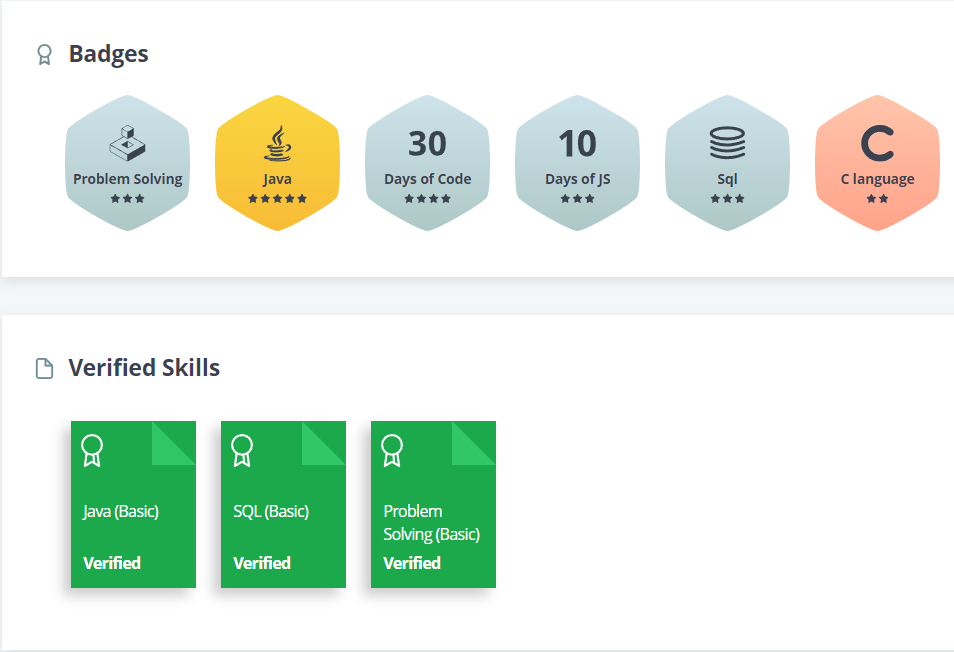 Badges
30
10
C
Problem Solving
Java
Days of Code
Days of JS
Sql
C language
Verified Skills
Java (Basic)
SQL (Basic)
Problem
Solving (Basic)
Verified
Verified
Verified